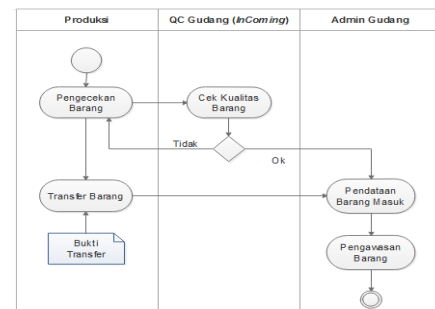 Produksi
QC Gudang (InComing)
Admin Gudang
Pengecekan
Barang
Cek Kualitas
Barang
Tidak
Ok
Transfer Barang
Pendataan
Barang Masuk
Bukti
Transfer
Pengawasan
Barang